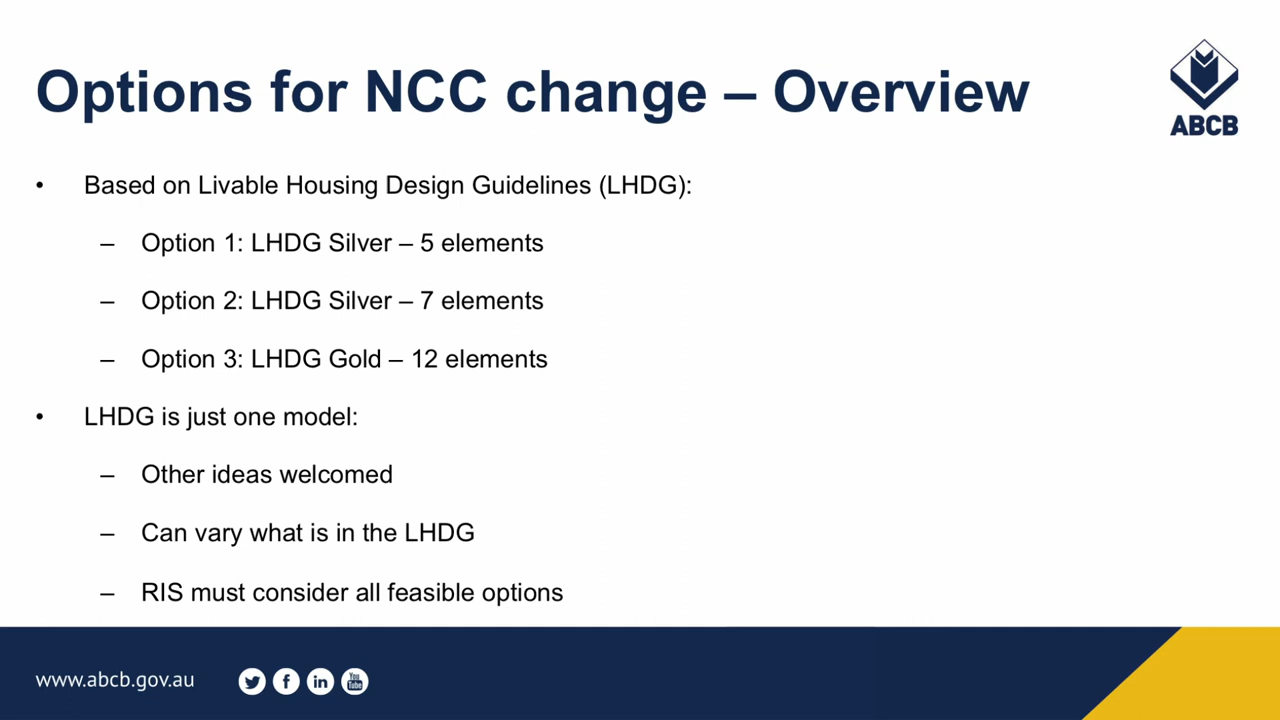 Options for NCC change – Overview
ABCB
• Based on Livable Housing Design Guidelines (LHDG):
– Option 1: LHDG Silver – 5 elements
– Option 2: LHDG Silver – 7 elements
– Option 3: LHDG Gold – 12 elements
• LHDG is just one model:
– Other ideas welcomed
– Can vary what is in the LHDG
– RIS must consider all feasible options
www.abcb.gov.au
f in You Tube